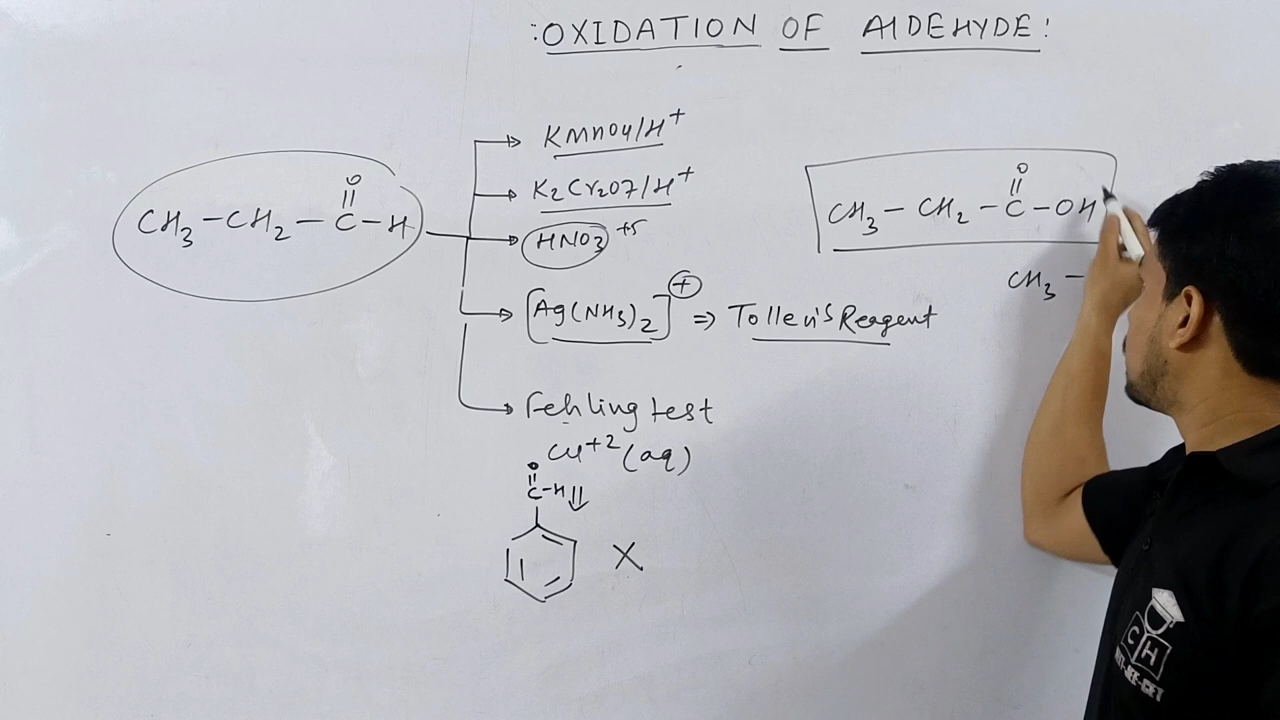 :OXIDATION OF AlDEHYDE:
KMnO4/H+
K2Cr2O7/H+
HNO3 +5
[Ag(NH3)2]+ ⇒ Tollen's Reagent
Fehling test
Cu+2 (aq)
O
||
C-H ⇓
X
O
||
CH3-CH2-C-H
O
||
CH3-CH2-C-OH
CH3-
C H